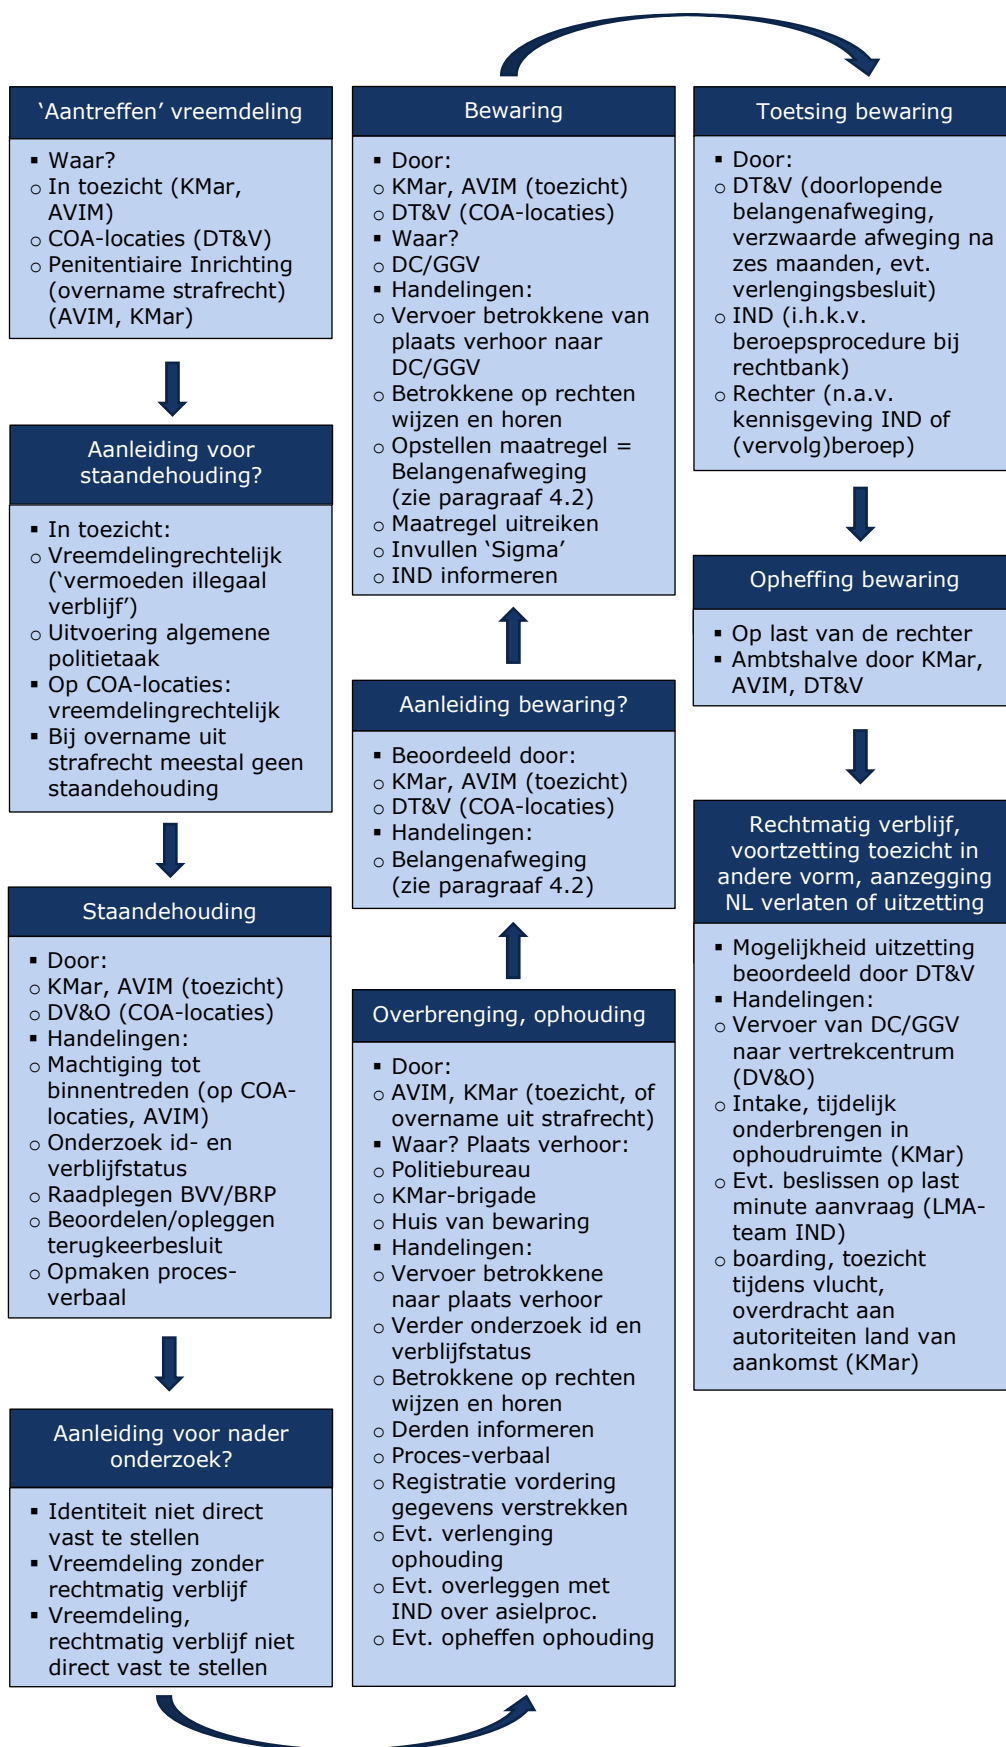 ‘Aantreffen’ vreemdeling
▪ Waar?
○ In toezicht (KMar,
AVIM)
○ COA-locaties (DT&V)
○ Penitentiaire Inrichting
(overname strafrecht)
(AVIM, KMar)
Aanleiding voor
staandehouding?
▪ In toezicht:
○ Vreemdelingrechtelijk
(‘vermoeden illegaal
verblijf’)
○ Uitvoering algemene
politietaak
▪ Op COA-locaties:
vreemdelingrechtelijk
▪ Bij overname uit
strafrecht meestal geen
staandehouding
Staandehouding
▪ Door:
○ KMar, AVIM (toezicht)
○ DV&O (COA-locaties)
▪ Handelingen:
○ Machtiging tot
binnentreden (op COA-
locaties, AVIM)
○ Onderzoek id- en
verblijfstatus
○ Raadplegen BVV/BRP
○ Beoordelen/opleggen
terugkeerbesluit
○ Opmaken proces-
verbaal
Aanleiding voor nader
onderzoek?
▪ Identiteit niet direct
vast te stellen
▪ Vreemdeling zonder
rechtmatig verblijf
▪ Vreemdeling,
rechtmatig verblijf niet
direct vast te stellen
Overbrenging, ophouding
▪ Door:
○ AVIM, KMar (toezicht, of
overname uit strafrecht)
▪ Waar? Plaats verhoor:
○ Politiebureau
○ KMar-brigade
○ Huis van bewaring
▪ Handelingen:
○ Vervoer betrokkene
naar plaats verhoor
○ Verder onderzoek id en
verblijfstatus
○ Betrokkene op rechten
wijzen en horen
○ Derden informeren
○ Proces-verbaal
○ Registratie vordering
gegevens verstrekken
○ Evt. verlenging
ophouding
○ Evt. overleggen met
IND over asielproc.
○ Evt. opheffen ophouding
Aanleiding bewaring?
▪ Beoordeeld door:
○ KMar, AVIM (toezicht)
○ DT&V (COA-locaties)
▪ Handelingen:
○ Belangenafweging
(zie paragraaf 4.2)
Bewaring
▪ Door:
○ KMar, AVIM (toezicht)
○ DT&V (COA-locaties)
▪ Waar?
○ DC/GGV
▪ Handelingen:
○ Vervoer betrokkene van
plaats verhoor naar
DC/GGV
○ Betrokkene op rechten
wijzen en horen
○ Opstellen maatregel =
Belangenafweging
(zie paragraaf 4.2)
○ Maatregel uitreiken
○ Invullen ‘Sigma’
○ IND informeren
Toetsing bewaring
▪ Door:
○ DT&V (doorlopende
belangenafweging,
verzwaarde afweging na
zes maanden, evt.
verlengingsbesluit)
○ IND (i.h.k.v.
beroepsprocedure bij
rechtbank)
○ Rechter (n.a.v.
kennisgeving IND of
(vervolg)beroep)
Opheffing bewaring
▪ Op last van de rechter
▪ Ambtshalve door KMar,
AVIM, DT&V
Rechtmatig verblijf,
voortzetting toezicht in
andere vorm, aanzegging
NL verlaten of uitzetting
▪ Mogelijkheid uitzetting
beoordeeld door DT&V
▪ Handelingen:
○ Vervoer van DC/GGV
naar vertrekcentrum
(DV&O)
○ Intake, tijdelijk
onderbrengen in
ophoudruimte (KMar)
○ Evt. beslissen op last
minute aanvraag (LMA-
team IND)
○ boarding, toezicht
tijdens vlucht,
overdracht aan
autoriteiten land van
aankomst (KMar)